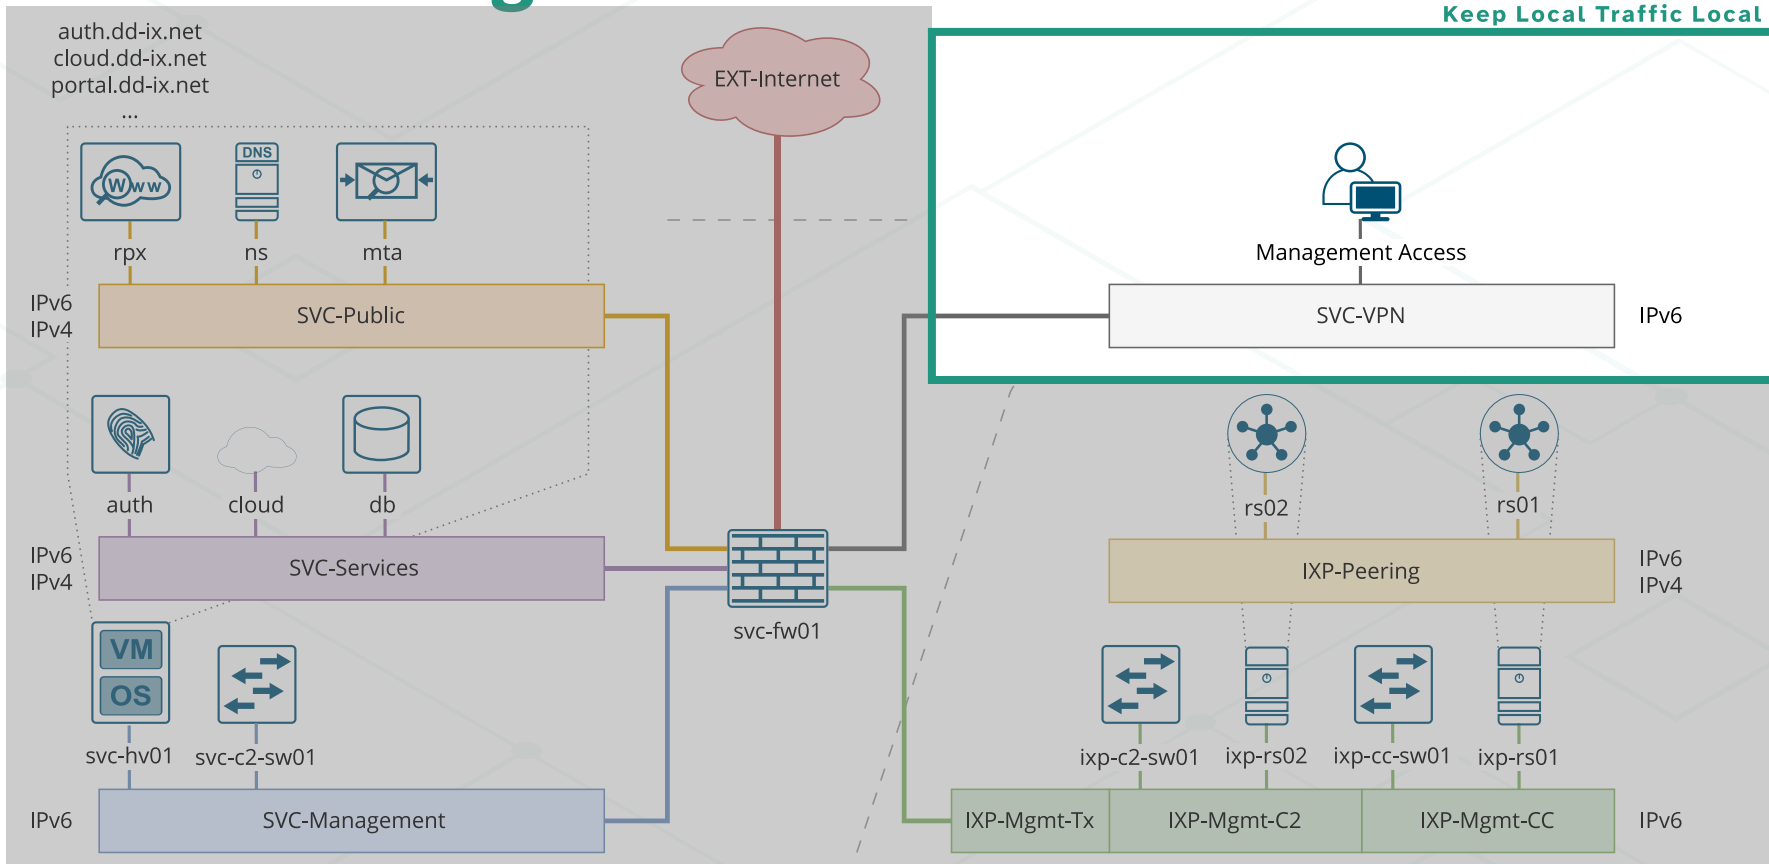 g
Keep Local Traffic Local
auth.dd-ix.net
cloud.dd-ix.net
portal.dd-ix.net
...
EXT-Internet
Www
DNS
rpx
ns
mta
Management Access
IPv6
IPv4
SVC-Public
SVC-VPN
IPv6
auth
cloud
db
rs02
rs01
IPv6
IPv4
SVC-Services
svc-fw01
IXP-Peering
IPv6
IPv4
VM
OS
svc-hv01
svc-c2-sw01
ixp-c2-sw01
ixp-rs02
ixp-cc-sw01
ixp-rs01
IPv6
SVC-Management
IXP-Mgmt-Tx
IXP-Mgmt-C2
IXP-Mgmt-CC
IPv6